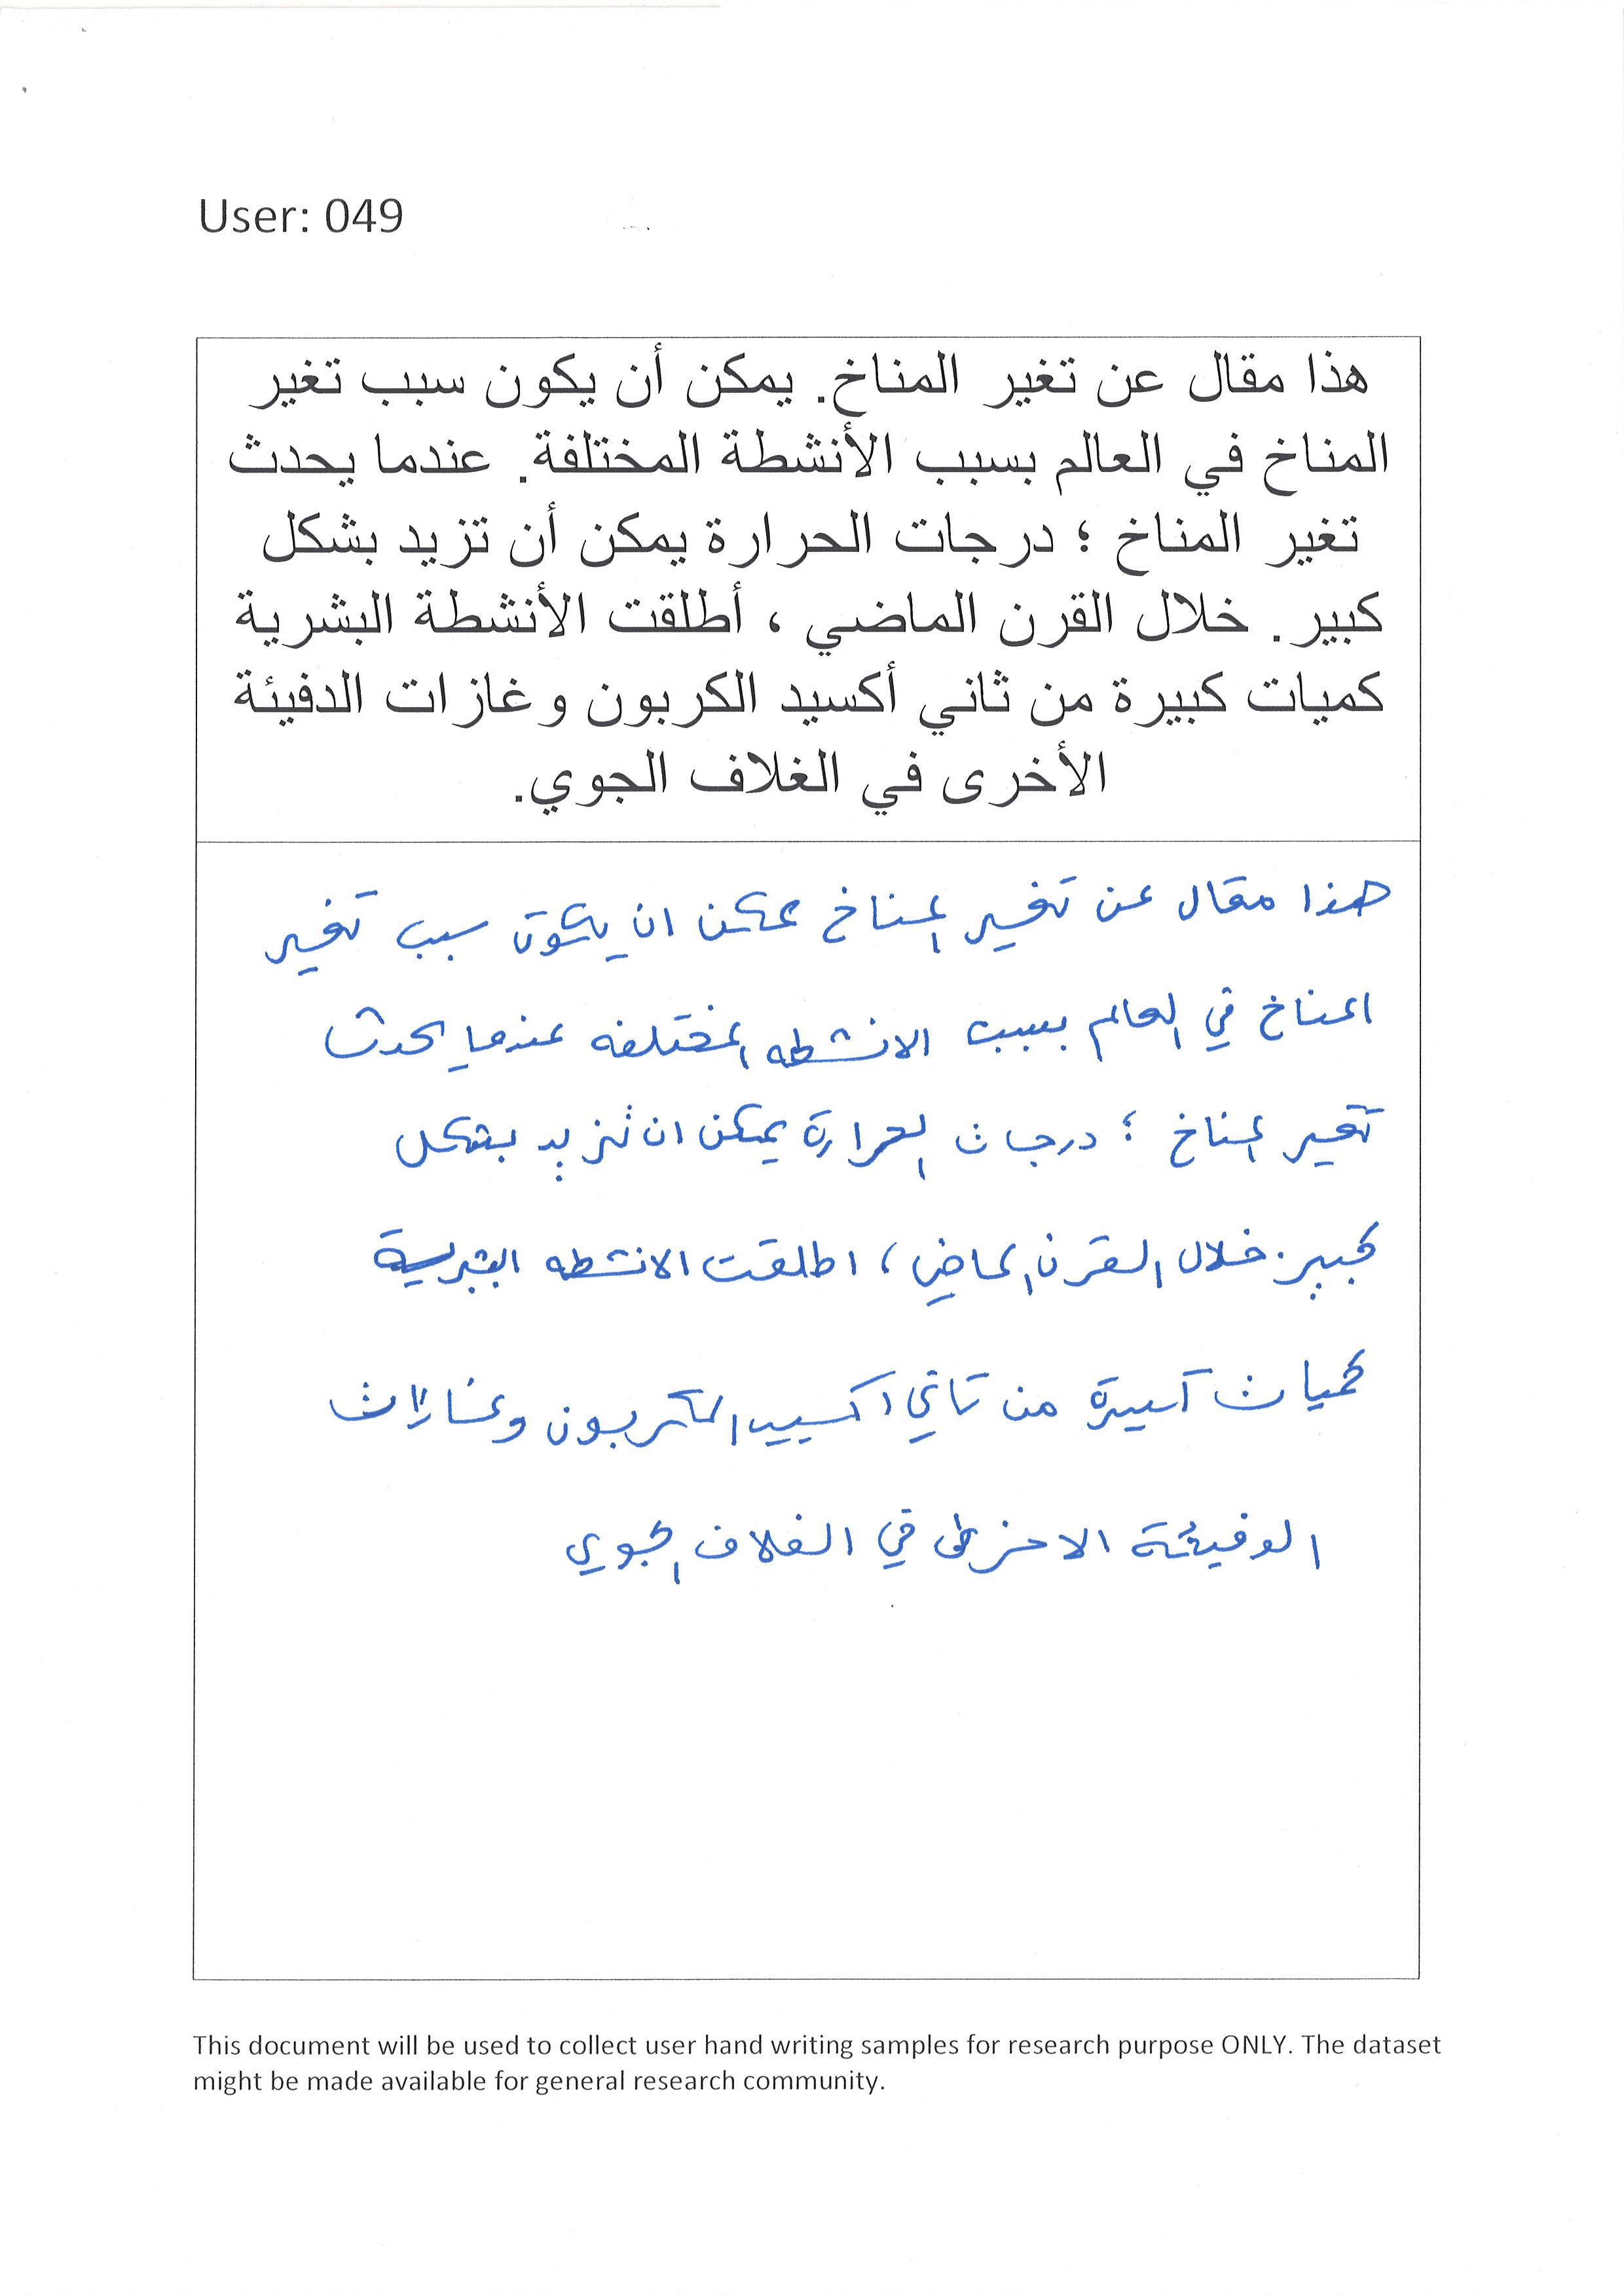 User: 049
هذا مقال عن تغير المناخ. يمكن أن يكون سبب تغير
المناخ في العالم بسبب الأنشطة المختلفة. عندما يحدث
تغير المناخ ؛ درجات الحرارة يمكن أن تزيد بشكل
كبير. خلال القرن الماضي ، أطلقت الأنشطة البشرية
كميات كبيرة من ثاني أكسيد الكربون و غازات الدفيئة
الأخرى في الغلاف الجوي.
هذا مقال عن تغير المناخ يمكن ان يكون سبب تغير
المناخ في العالم بسبب الانشطه المختلفه عندما يحدث
تغير المناخ ؛ درجات الحرارة يمكن ان تزيد بشكل
كبير. خلال القرن الماضي ، اطلقت الانشطه البشرية
كميات كبيرة من تاني اكسيد الكربون وغازات
الدفيئة الاخرى في الغلاف الجوي
This document will be used to collect user hand writing samples for research purpose ONLY. The dataset
might be made available for general research community.